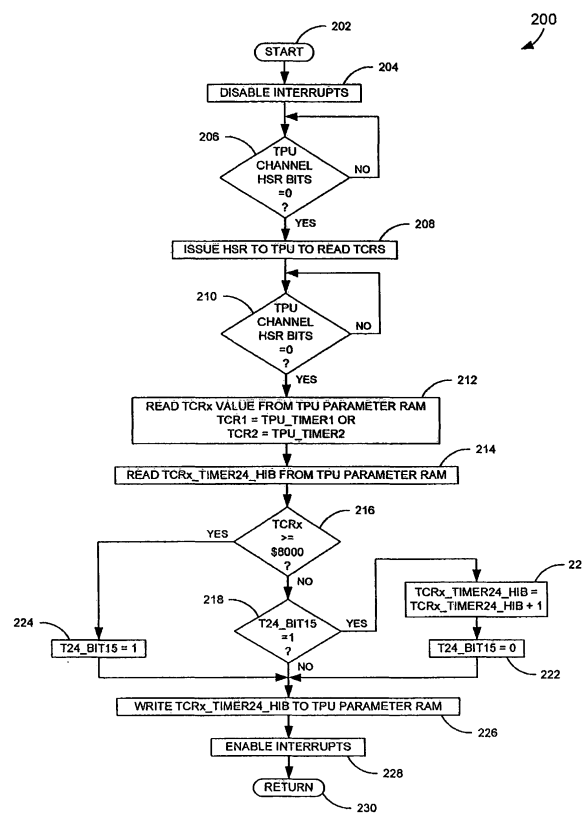 200
202
START
204
DISABLE INTERRUPTS
206
TPU
CHANNEL
HSR BITS
=0
?
NO
YES
208
ISSUE HSR TO TPU TO READ TCRS
210
TPU
CHANNEL
HSR BITS
=0
?
NO
YES
212
READ TCRx VALUE FROM TPU PARAMETER RAM
TCR1 = TPU_TIMER1 OR
TCR2 = TPU_TIMER2
214
READ TCRx_TIMER24_HIB FROM TPU PARAMETER RAM
216
TCRx
>=
$8000
?
YES
NO
218
T24_BIT15
=1
?
YES
NO
22
TCRx_TIMER24_HIB =
TCRx_TIMER24_HIB + 1
224
T24_BIT15 = 1
T24_BIT15 = 0
222
WRITE TCRx_TIMER24_HIB TO TPU PARAMETER RAM
226
ENABLE INTERRUPTS
228
RETURN
230